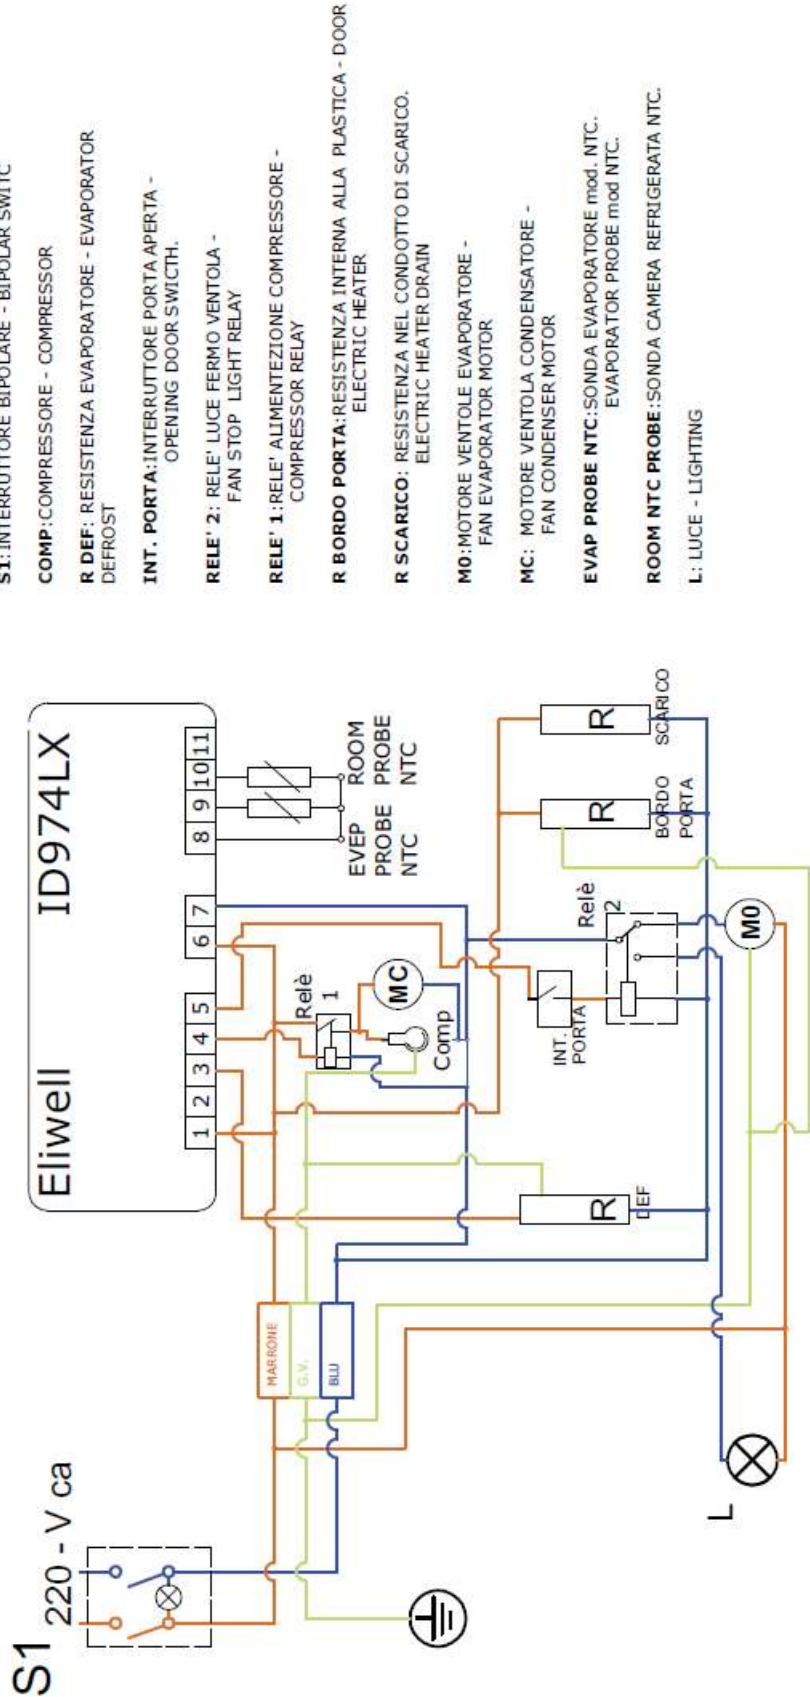 S1
220 - V ca
MARRONE
G.V.
BLU
L
Eliwell
ID974LX
1 2 3 4 5 6 7 8 9 10 11
EVEP
PROBE
NTC
ROOM
PROBE
NTC
Relè
1
MC
Comp
INT.
PORTA
Relè
2
M0
R
DEF
R
BORDO
PORTA
R
SCARICO
S1:INTERRUTTORE BIPOLARE - BIPOLAR SWITC
COMP:COMPRESSORE - COMPRESSOR
R DEF: RESISTENZA EVAPORATORE - EVAPORATOR
DEFROST
INT. PORTA:INTERRUTTORE PORTA APERTA -
OPENING DOOR SWICTH.
RELE' 2: RELE' LUCE FERMO VENTOLA -
FAN STOP LIGHT RELAY
RELE' 1:RELE' ALIMENTEZIONE COMPRESSORE -
COMPRESSOR RELAY
R BORDO PORTA:RESISTENZA INTERNA ALLA PLASTICA - DOOR
ELECTRIC HEATER
R SCARICO: RESISTENZA NEL CONDOTTO DI SCARICO.
ELECTRIC HEATER DRAIN
M0:MOTORE VENTOLE EVAPORATORE -
FAN EVAPORATOR MOTOR
MC: MOTORE VENTOLA CONDENSATORE -
FAN CONDENSER MOTOR
EVAP PROBE NTC:SONDA EVAPORATORE mod. NTC.
EVAPORATOR PROBE mod NTC.
ROOM NTC PROBE:SONDA CAMERA REFRIGERATA NTC.
L: LUCE - LIGHTING